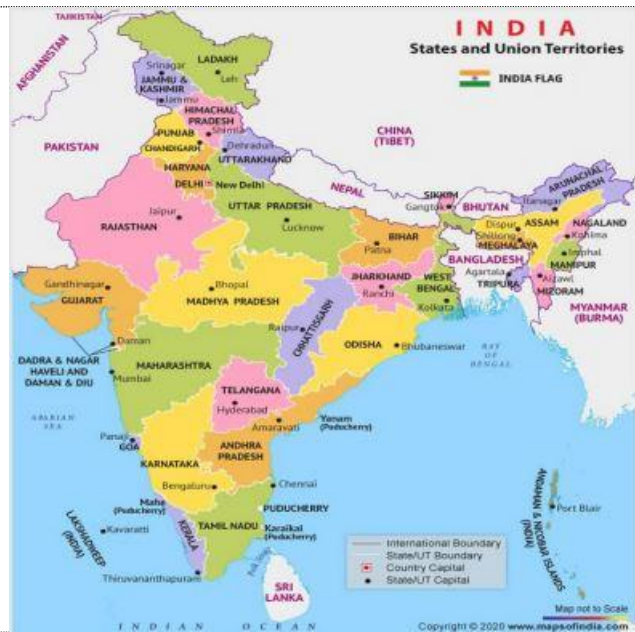 TAJIKISTAN
INDIA
States and Union Territories
INDIA FLAG
AFGHANISTAN
LADAKH
Srinagar
Leh
JAMMU &
KASHMIR
Jammu
HIMACHAL
PRADESH
Shimla
PUNJAB
CHANDIGARH
Dehradun
UTTARAKHAND
CHINA
(TIBET)
PAKISTAN
HARYANA
DELHI
New Delhi
NEPAL
SIKKIM
Gangtok
BHUTAN
ARUNACHAL
PRADESH
Itanagar
RAJASTHAN
Jaipur
UTTAR PRADESH
Lucknow
BIHAR
Patna
Dispur
ASSAM
NAGALAND
Shillong
Kohima
MEGHALAYA
Imphal
MANIPUR
BANGLADESH
Agartala
Aizawl
TRIPURA
MIZORAM
Gandhinagar
GUJARAT
Bhopal
MADHYA PRADESH
JHARKHAND
Ranchi
WEST
BENGAL
Kolkata
MYANMAR
(BURMA)
CHHATTISGARH
Raipur
ODISHA
Bhubaneswar
BAY
OF
BENGAL
Daman
DADRA & NAGAR
HAVELI AND
DAMAN & DIU
Mumbai
MAHARASHTRA
TELANGANA
Hyderabad
ARABIAN
SEA
Amaravati
Yanam
(Puducherry)
Panaji
GOA
ANDHRA
PRADESH
KARNATAKA
Bengaluru
Chennai
Mahe
(Puducherry)
PUDUCHERRY
TAMIL NADU
Karaikal
(Puducherry)
KERALA
LAKSHADWEEP
(INDIA)
Kavaratti
Thiruvananthapuram
SRI
LANKA
ANDAMAN & NICOBAR ISLANDS
(INDIA)
Port Blair
International Boundary
State/UT Boundary
Country Capital
State/UT Capital
Map not to Scale
INDIAN OCEAN
Copyright © 2020 www.mapsofindia.com